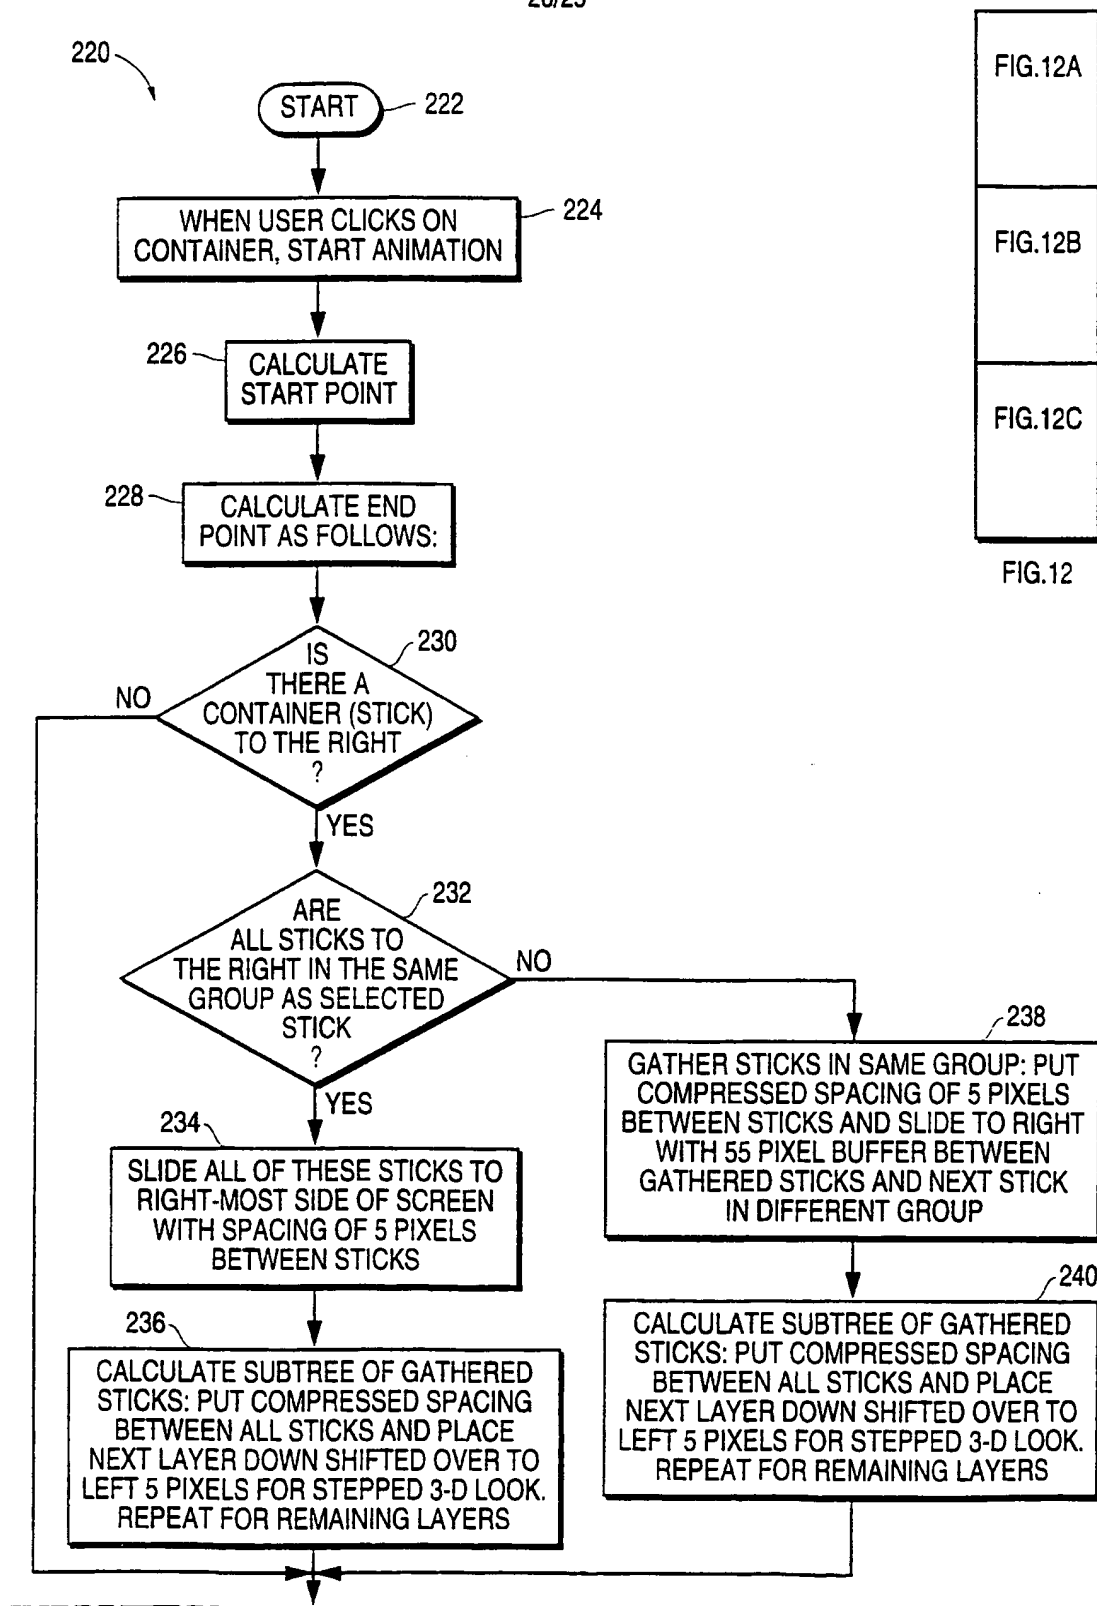 220
START
222
WHEN USER CLICKS ON
CONTAINER, START ANIMATION
224
226
CALCULATE
START POINT
228
CALCULATE END
POINT AS FOLLOWS:
230
IS
THERE A
CONTAINER (STICK)
TO THE RIGHT
?
NO
YES
232
ARE
ALL STICKS TO
THE RIGHT IN THE SAME
GROUP AS SELECTED
STICK
?
NO
YES
234
SLIDE ALL OF THESE STICKS TO
RIGHT-MOST SIDE OF SCREEN
WITH SPACING OF 5 PIXELS
BETWEEN STICKS
236
CALCULATE SUBTREE OF GATHERED
STICKS: PUT COMPRESSED SPACING
BETWEEN ALL STICKS AND PLACE
NEXT LAYER DOWN SHIFTED OVER TO
LEFT 5 PIXELS FOR STEPPED 3-D LOOK.
REPEAT FOR REMAINING LAYERS
238
GATHER STICKS IN SAME GROUP: PUT
COMPRESSED SPACING OF 5 PIXELS
BETWEEN STICKS AND SLIDE TO RIGHT
WITH 55 PIXEL BUFFER BETWEEN
GATHERED STICKS AND NEXT STICK
IN DIFFERENT GROUP
240
CALCULATE SUBTREE OF GATHERED
STICKS: PUT COMPRESSED SPACING
BETWEEN ALL STICKS AND PLACE
NEXT LAYER DOWN SHIFTED OVER TO
LEFT 5 PIXELS FOR STEPPED 3-D LOOK.
REPEAT FOR REMAINING LAYERS
FIG.12A
FIG.12B
FIG.12C
FIG.12